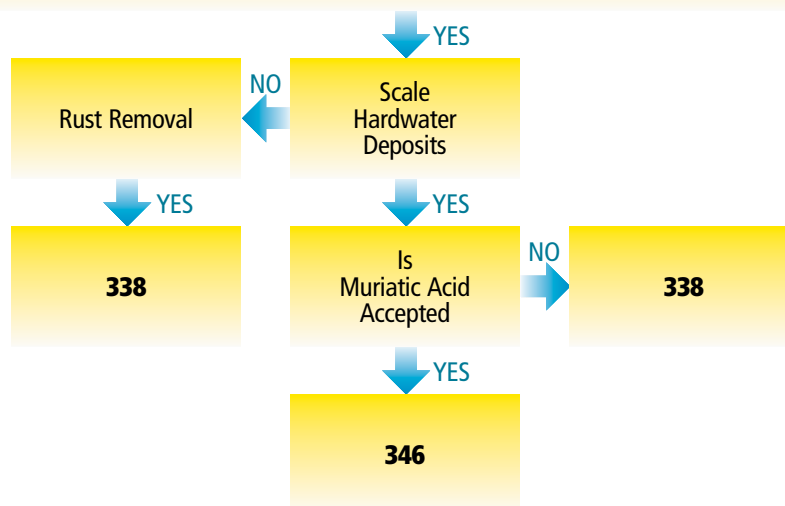 YES
NO
Rust Removal
Scale
Hardwater
Deposits
YES
YES
338
Is
Muriatic Acid
Accepted
NO
338
YES
346